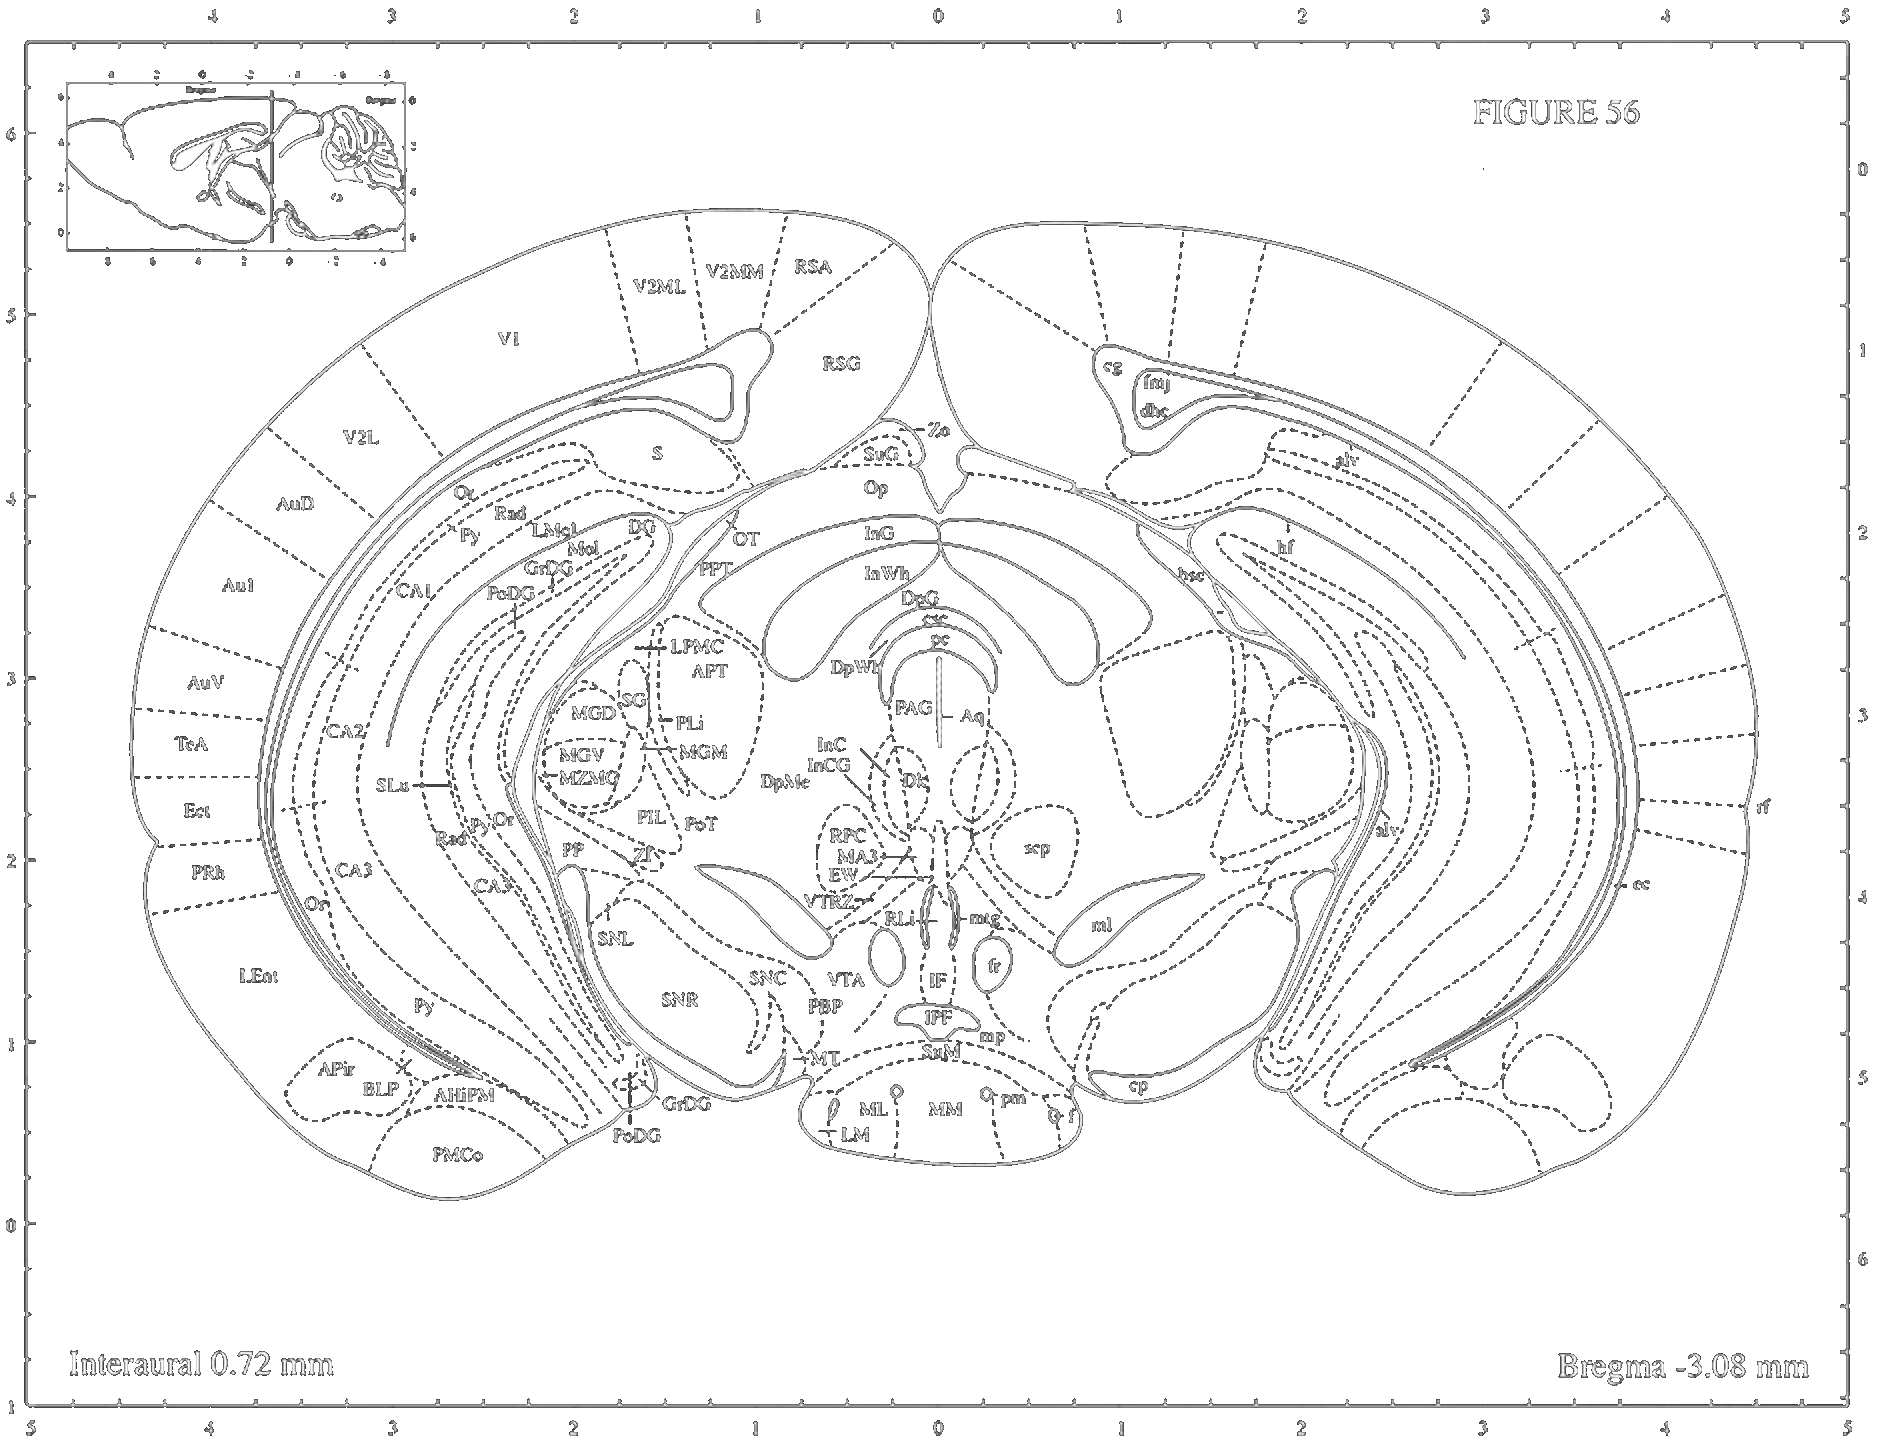 4 3 2 1 0 1 2 3 4 5
Bregma
Bregma
FIGURE 56
6
5
4
3
2
1
0
1
0
1
2
3
4
5
6
V2ML
V2MM
RSA
V1
RSG
cg
fmj
dhc
V2L
S
Zo
SuG
alv
Op
AuD
Or
Rad
Py
LMol
DG
Mol
OT
InG
hf
GrDG
PPT
InWh
bsc
Au1
CA1
PoDG
DpG
csc
pc
LPMC
APT
DpWh
AuV
SG
MGD
PLi
PAG
Aq
CA2
TeA
MGV
MGM
InC
InCG
MZMG
DpMe
Dk
SLu
Ect
PIL
PoT
rf
Rad
Py
Or
RPC
alv
PP
ZI
MA3
scp
PRh
CA3
EW
CA3
VTRZ
ec
Or
RLi
mtg
ml
SNL
LEnt
SNC
VTA
IF
fr
SNR
PBP
Py
IPF
mp
MT
SuM
APir
BLP
AHiPM
cp
GrDG
ML
MM
pm
f
PoDG
LM
PMCo
Interaural 0.72 mm
Bregma -3.08 mm
5 4 3 2 1 0 1 2 3 4 5